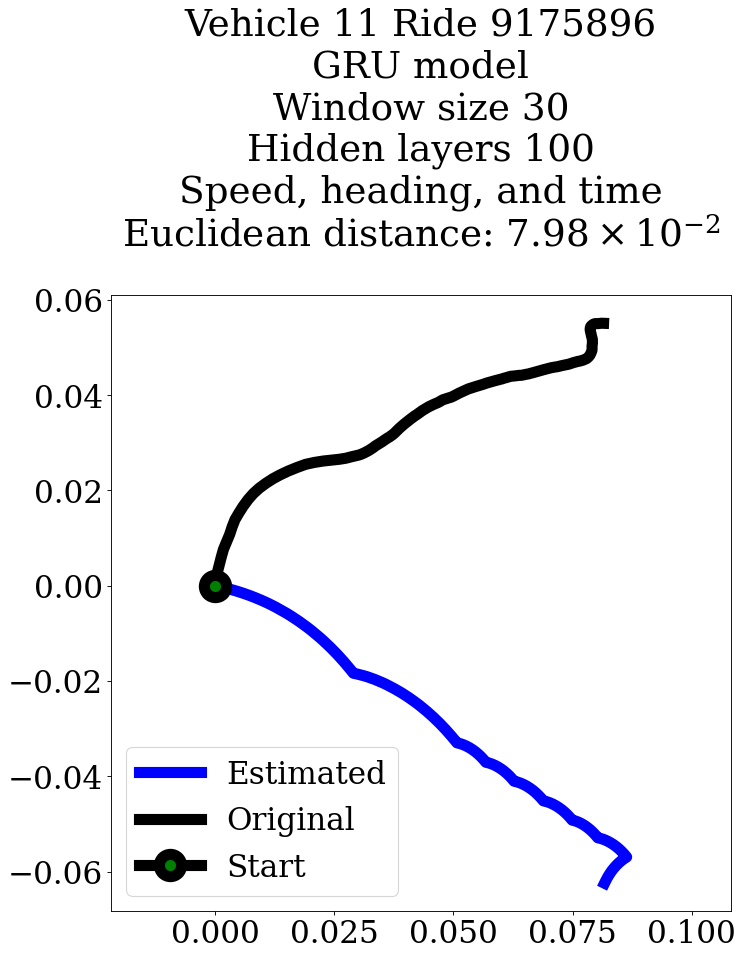 Vehicle 11 Ride 9175896
GRU model
Window size 30
Hidden layers 100
Speed, heading, and time
Euclidean distance: 7.98 × 10⁻²
0.06
0.04
0.02
0.00
−0.02
−0.04
−0.06
Estimated
Original
Start
0.000 0.025 0.050 0.075 0.100